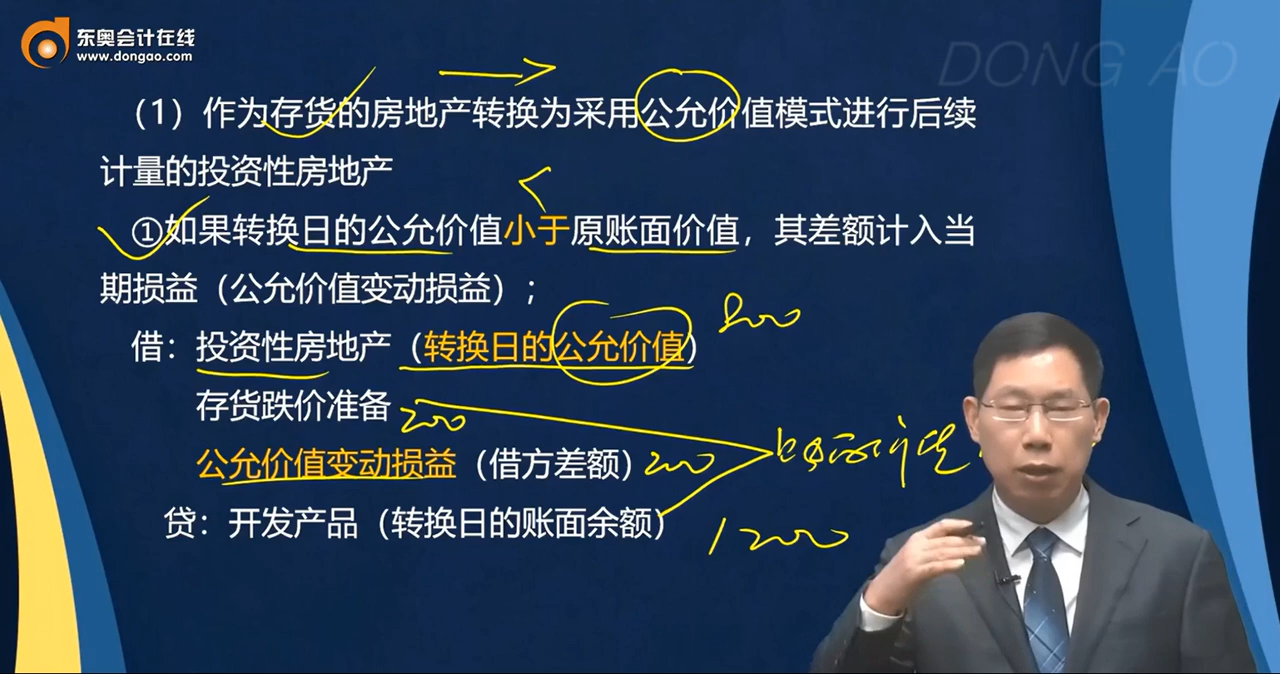 东奥会计在线
www.dongao.com
DONG AO
（1）作为存货的房地产转换为采用公允价值模式进行后续
计量的投资性房地产
<
①如果转换日的公允价值小于原账面价值，其差额计入当
期损益（公允价值变动损益）；
借：投资性房地产（转换日的公允价值） 800
存货跌价准备 200
公允价值变动损益（借方差额） 200 账面价值
贷：开发产品（转换日的账面余额） 1200